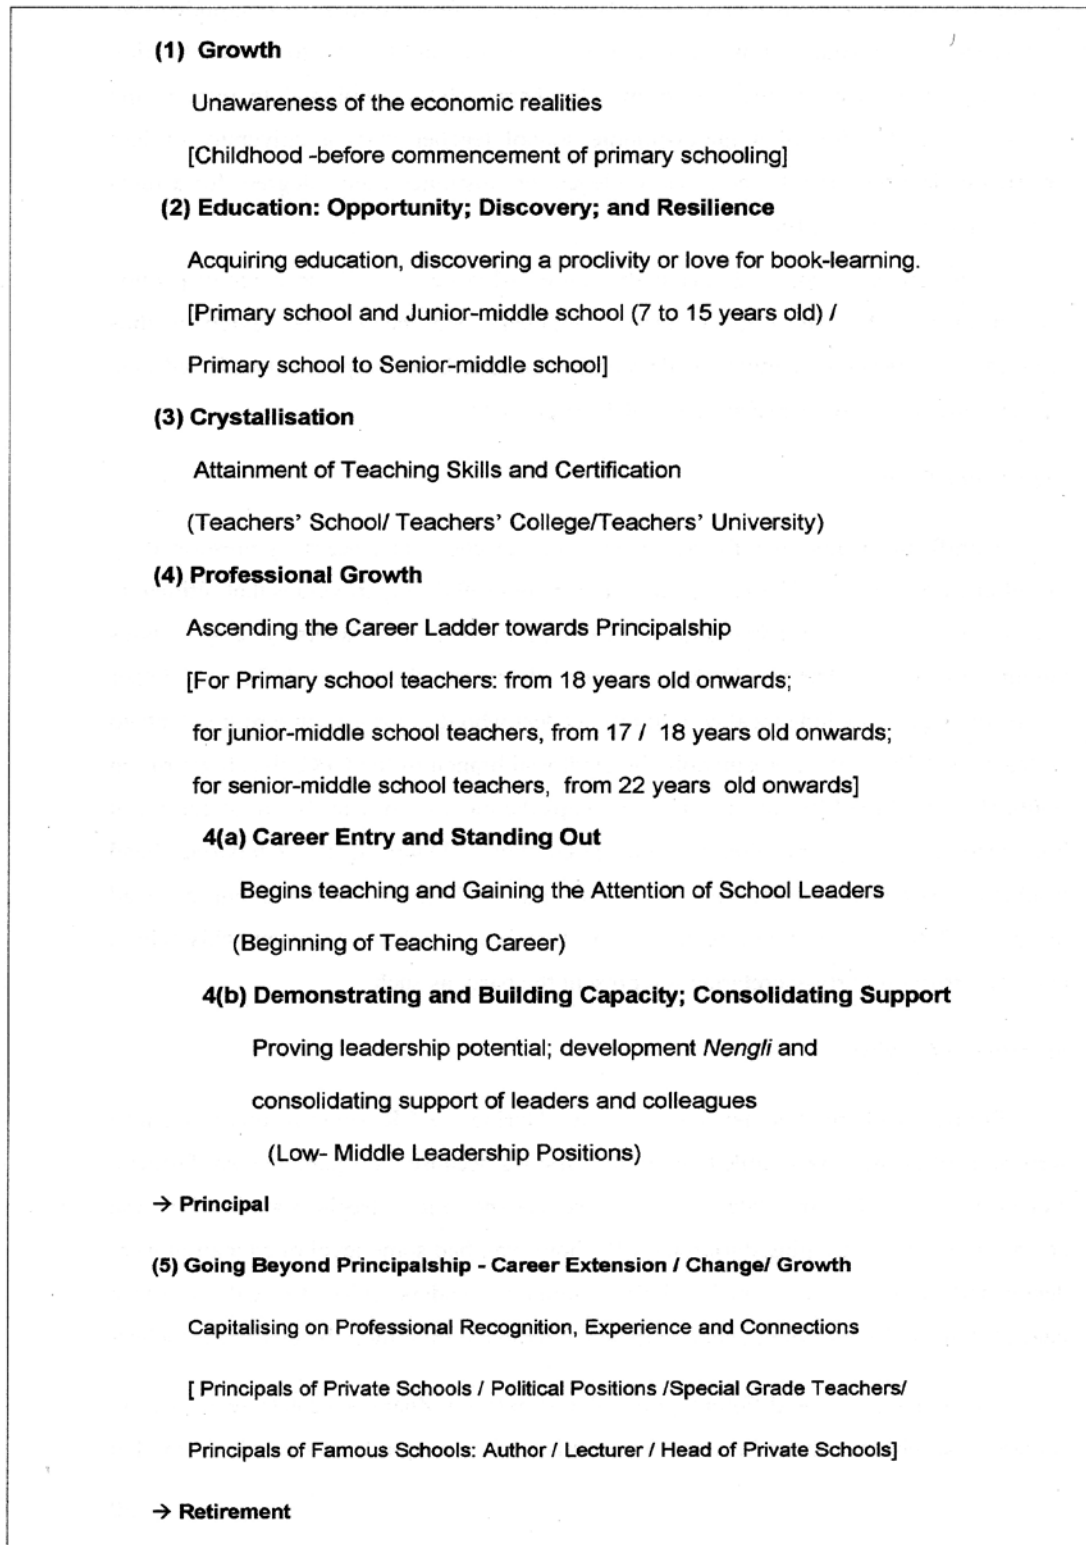 (1) Growth
Unawareness of the economic realities
[Childhood -before commencement of primary schooling]
(2) Education: Opportunity; Discovery; and Resilience
Acquiring education, discovering a proclivity or love for book-learning.
[Primary school and Junior-middle school (7 to 15 years old) /
Primary school to Senior-middle school]
(3) Crystallisation
Attainment of Teaching Skills and Certification
(Teachers' School/ Teachers' College/Teachers' University)
(4) Professional Growth
Ascending the Career Ladder towards Principalship
[For Primary school teachers: from 18 years old onwards;
for junior-middle school teachers, from 17 / 18 years old onwards;
for senior-middle school teachers, from 22 years old onwards]
4(a) Career Entry and Standing Out
Begins teaching and Gaining the Attention of School Leaders
(Beginning of Teaching Career)
4(b) Demonstrating and Building Capacity; Consolidating Support
Proving leadership potential; development Nengli and
consolidating support of leaders and colleagues
(Low- Middle Leadership Positions)
→ Principal
(5) Going Beyond Principalship - Career Extension / Change/ Growth
Capitalising on Professional Recognition, Experience and Connections
[ Principals of Private Schools / Political Positions /Special Grade Teachers/
Principals of Famous Schools: Author / Lecturer / Head of Private Schools]
→ Retirement